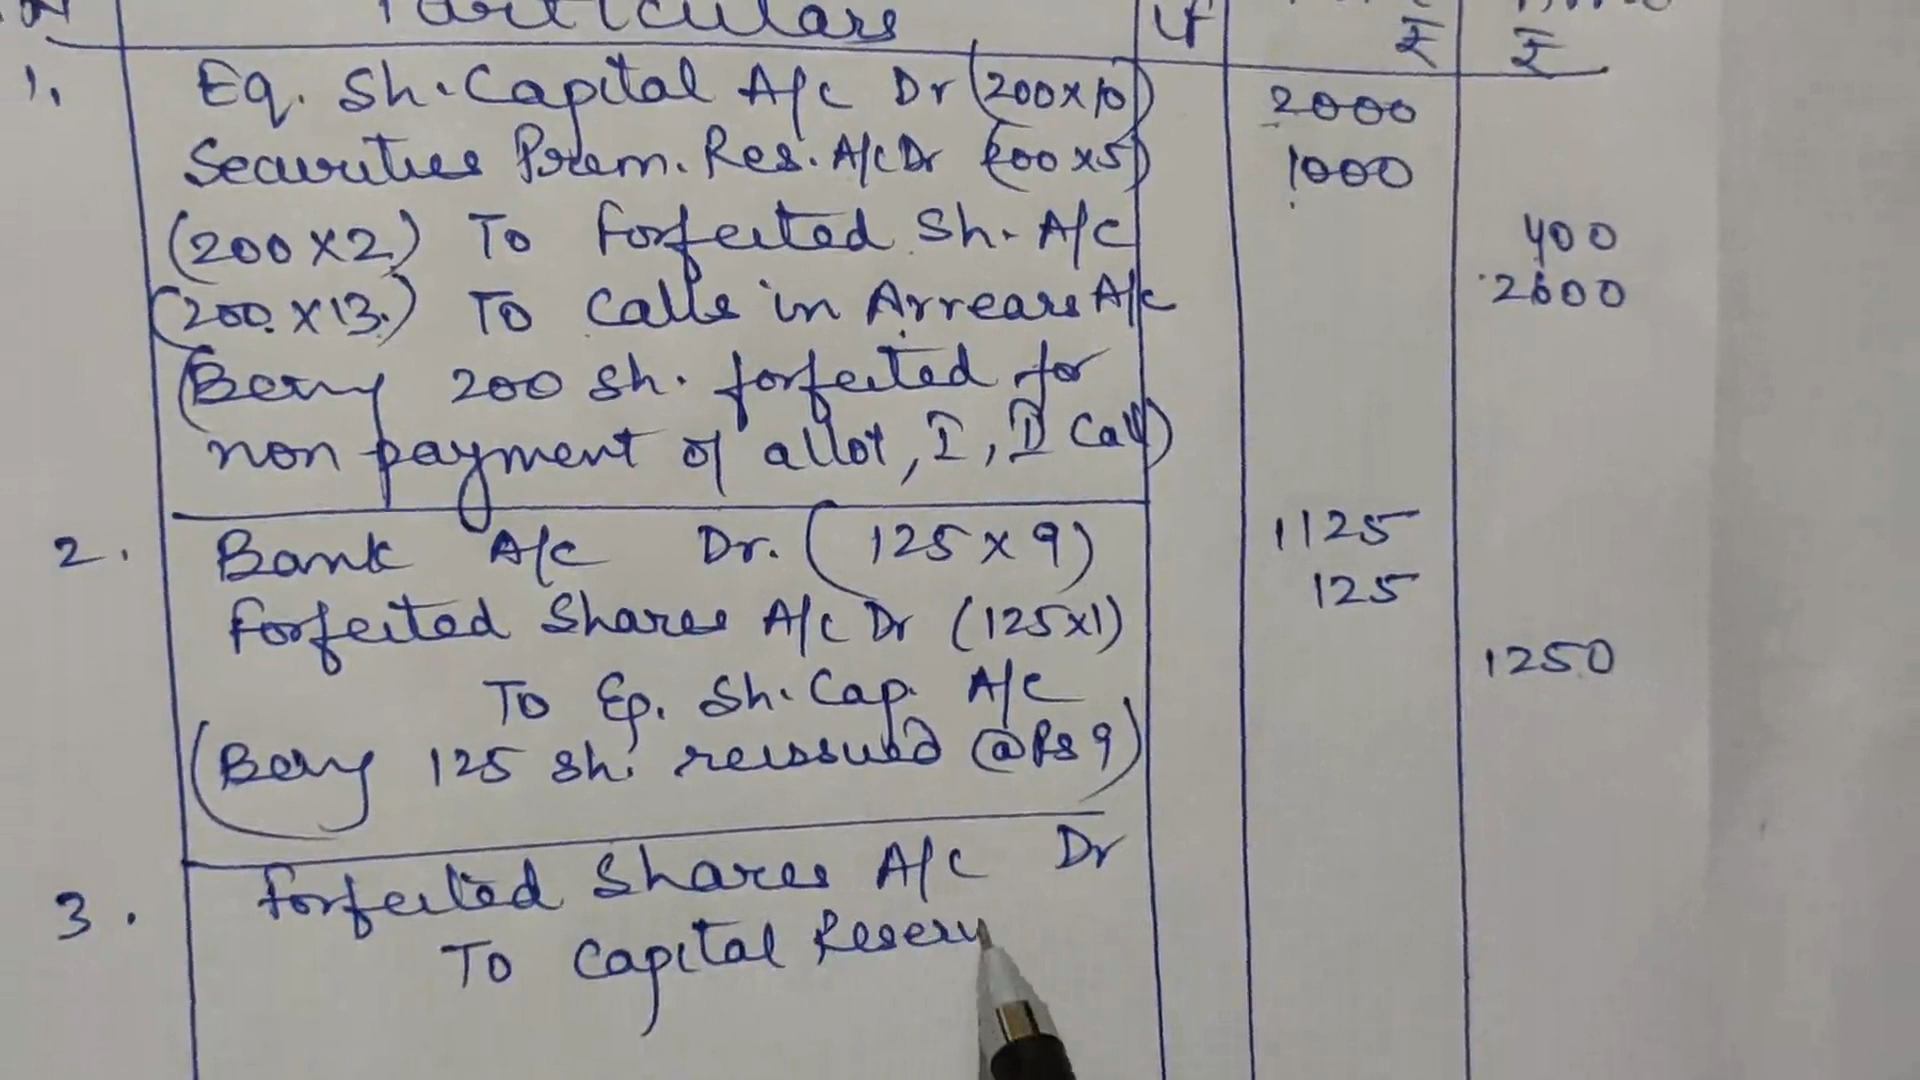 Particulars
₹ ₹
1. Eq. Sh. Capital A/c Dr (200×10) 2000
Securities Prem. Res. A/c Dr (200×5) 1000
(200×2) To Forfeited Sh. A/c 400
(200×13) To Calls in Arrears A/c 2600
(Being 200 sh. forfeited for
non payment of allot, I, II Call)
2. Bank A/c Dr. (125×9) 1125
Forfeited Shares A/c Dr (125×1) 125
To Eq. Sh. Cap. A/c 1250
(Being 125 sh. reissued @Rs 9)
3. Forfeited Shares A/c Dr
To Capital Reserv